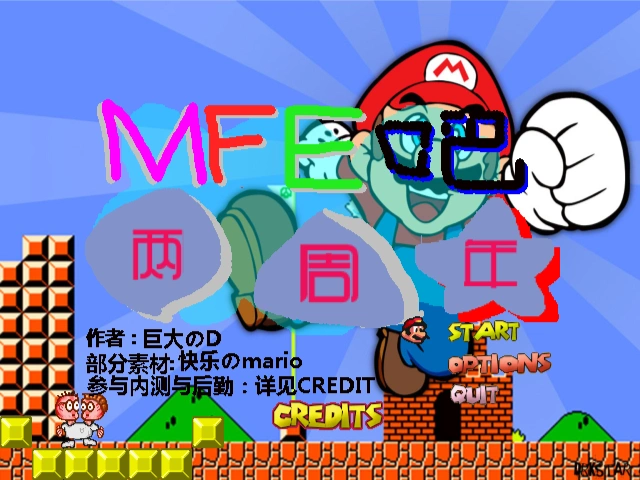 M
MFE吧
两周年
作者：巨大のD
部分素材:快乐のmario
参与内测与后勤：详见CREDIT
START
OPTIONS
QUIT
CREDITS